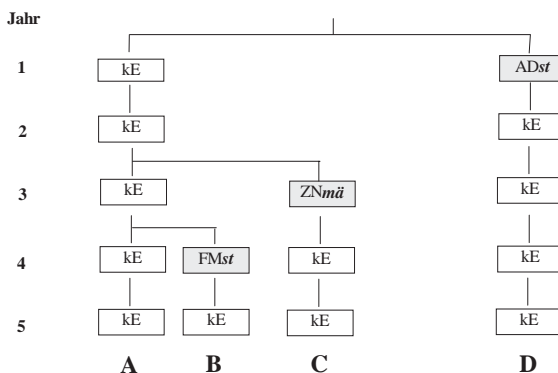 Jahr
1 kE ADst
2 kE kE
3 kE ZNmä kE
4 kE FMst kE kE
5 kE kE kE kE
A B C D